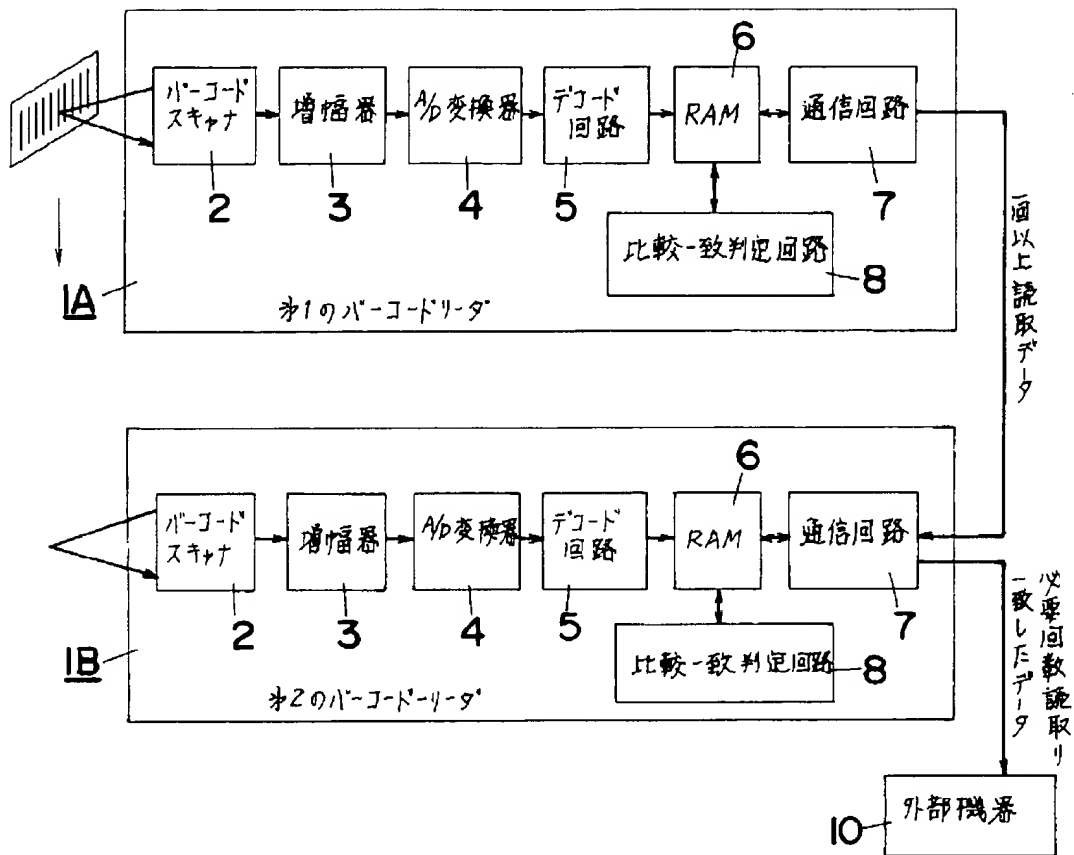 バーコード
スキャナ
2
増幅器
3
A/D変換器
4
デコード
回路
5
6
RAM
通信回路
7
比較一致判定回路
8
1A
㐧1のバーコードリーダ
一回以上読取データ
バーコード
スキャナ
2
増幅器
3
A/D変換器
4
デコード
回路
5
6
RAM
通信回路
7
比較一致判定回路
8
1B
㐧2のバーコードーリーダ
必要回数読取り
一致したデータ
外部機器
10